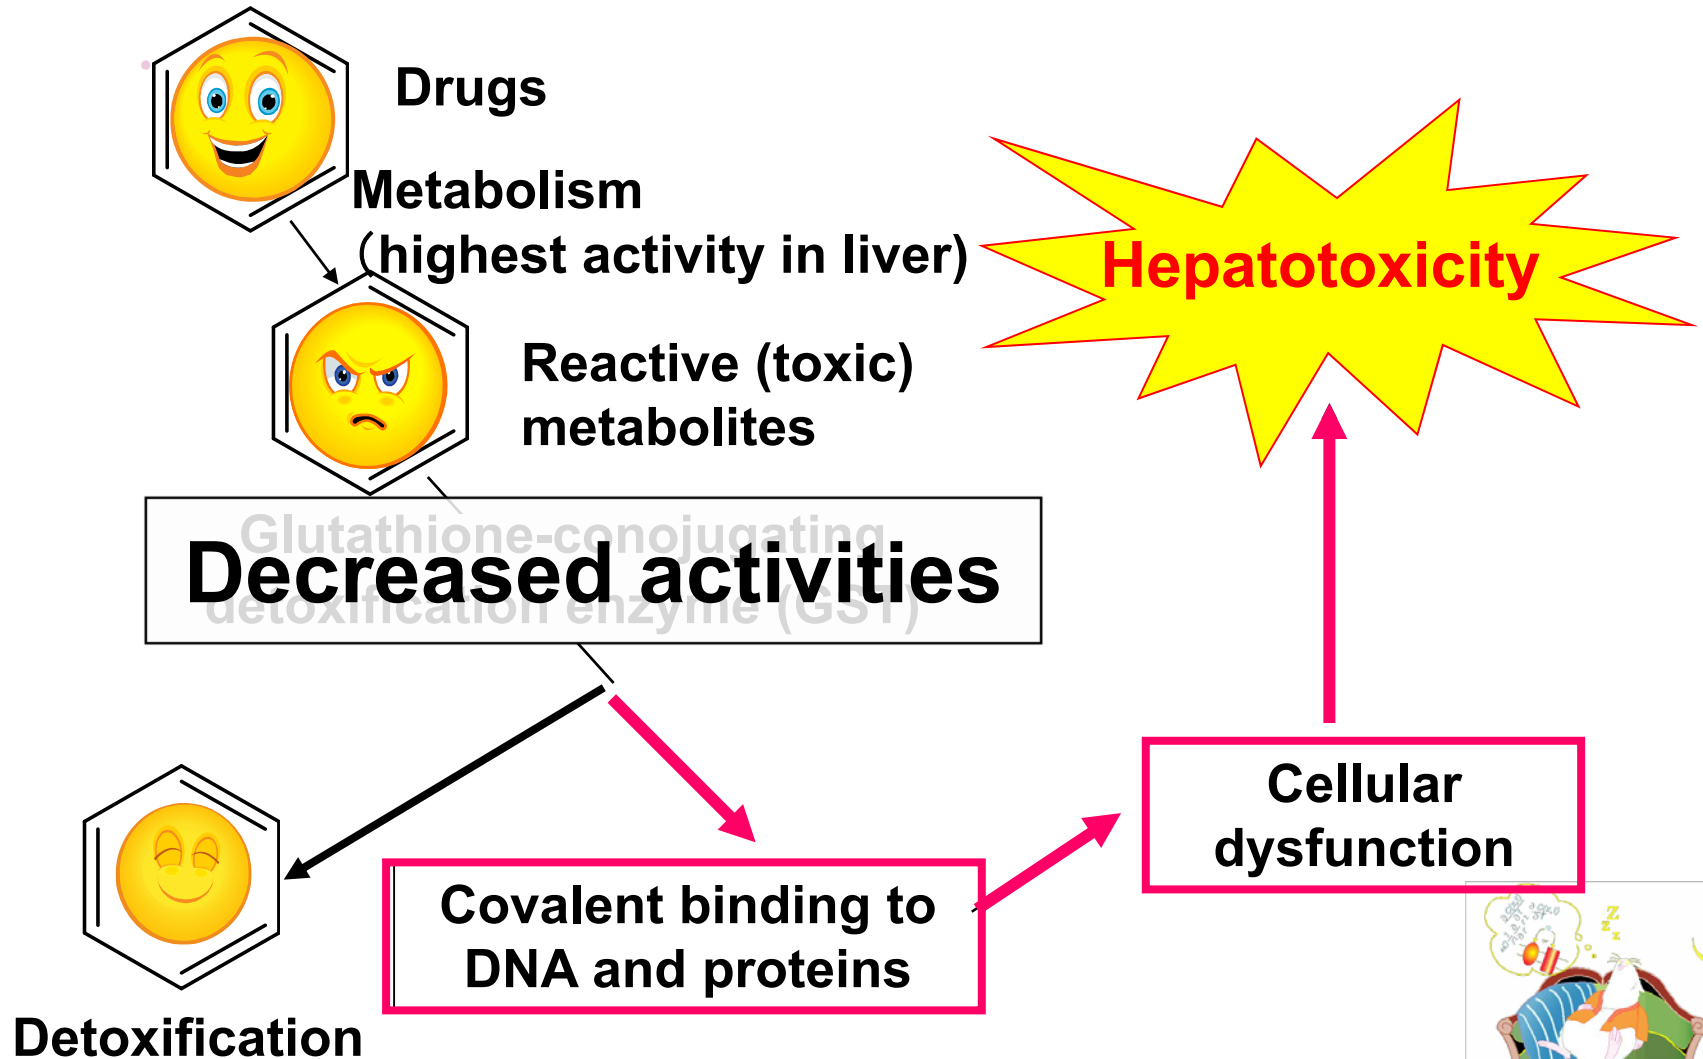 Drugs
Metabolism
（highest activity in liver)
Hepatotoxicity
Reactive (toxic)
metabolites
Glutathione-conojugating
Decreased activities
detoxification enzyme (GST)
Cellular
dysfunction
Covalent binding to
DNA and proteins
Detoxification
Z
z
z